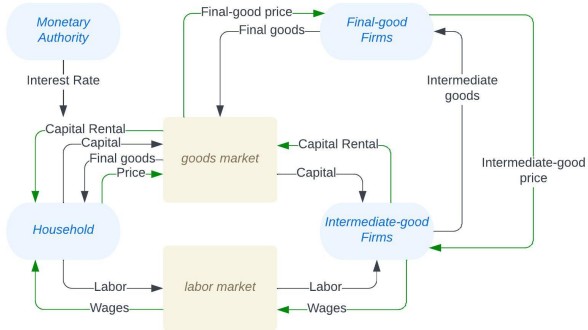 Monetary
Authority
Final-good price
Final goods
Final-good
Firms
Interest Rate
Intermediate
goods
Capital Rental
Capital
Final goods
Price
goods market
Capital Rental
Capital
Intermediate-good
price
Household
Intermediate-good
Firms
Labor
Wages
labor market
Labor
Wages